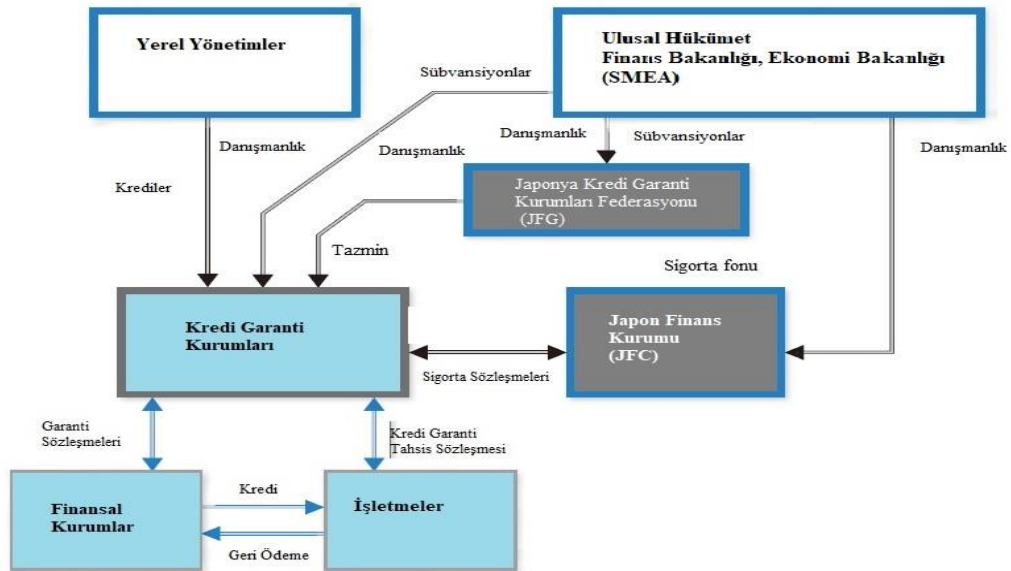 Yerel Yönetimler
Ulusal Hükümet
Finans Bakanlığı, Ekonomi Bakanlığı
(SMEA)
Sübvansiyonlar
Danışmanlık
Danışmanlık
Danışmanlık
Sübvansiyonlar
Danışmanlık
Krediler
Japonya Kredi Garanti
Kurumları Federasyonu
(JFG)
Tazmin
Sigorta fonu
Kredi Garanti
Kurumları
Japon Finans
Kurumu
(JFC)
Sigorta Sözleşmeleri
Garanti
Sözleşmeleri
Kredi Garanti
Tahsis Sözleşmesi
Finansal
Kurumlar
Kredi
İşletmeler
Geri Ödeme